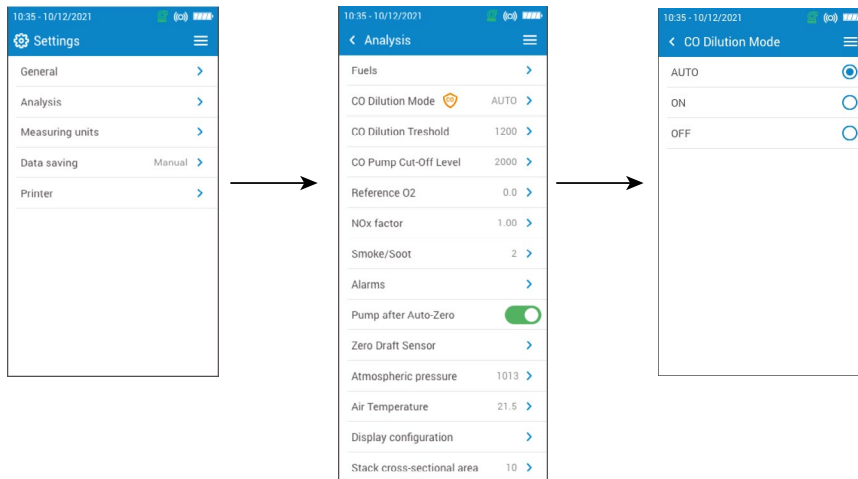 10:35 - 10/12/2021
Settings
General
Analysis
Measuring units
Data saving Manual
Printer
10:35 - 10/12/2021
Analysis
Fuels
CO Dilution Mode CO AUTO
CO Dilution Treshold 1200
CO Pump Cut-Off Level 2000
Reference O2 0.0
NOx factor 1.00
Smoke/Soot 2
Alarms
Pump after Auto-Zero
Zero Draft Sensor
Atmospheric pressure 1013
Air Temperature 21.5
Display configuration
Stack cross-sectional area 10
10:35 - 10/12/2021
CO Dilution Mode
AUTO
ON
OFF